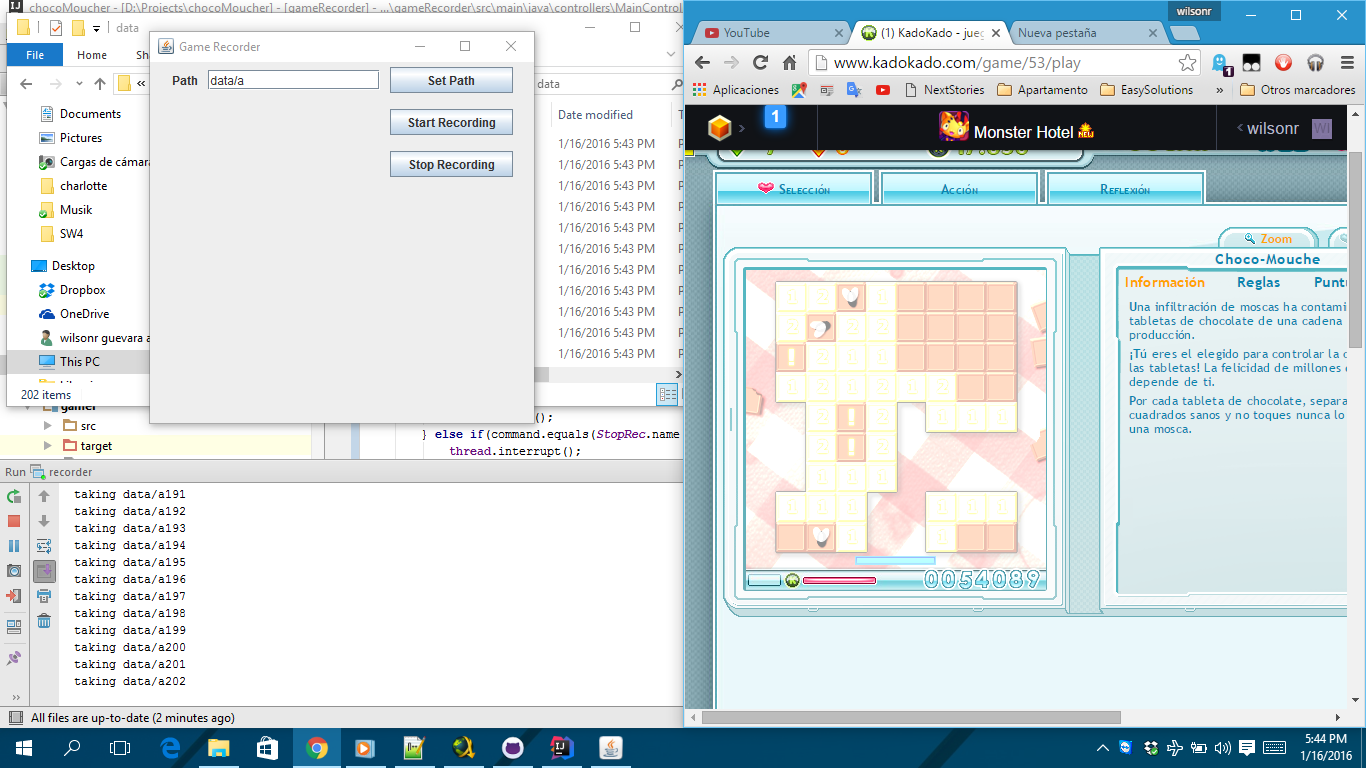 chocoMoucher - [D:\Projects\chocoMoucher] - [gameRecorder] - ...\gameRecorder\src\main\java\controllers\MainControl
data
File
Documents
Pictures
Cargas de cámara
charlotte
Musik
SW4
Desktop
Dropbox
OneDrive
wilsonr guevara a
This PC
202 items
Game Recorder
Path
data/a
Set Path
Start Recording
Stop Recording
data
Date modified
1/16/2016 5:43 PM
1/16/2016 5:43 PM
1/16/2016 5:43 PM
1/16/2016 5:43 PM
1/16/2016 5:43 PM
1/16/2016 5:43 PM
1/16/2016 5:43 PM
1/16/2016 5:43 PM
1/16/2016 5:43 PM
1/16/2016 5:43 PM
1/16/2016 5:43 PM
gamer
src
target
();
} else if(command.equals(StopRec.name
thread.interrupt();
Run recorder
taking data/a191
taking data/a192
taking data/a193
taking data/a194
taking data/a195
taking data/a196
taking data/a197
taking data/a198
taking data/a199
taking data/a200
taking data/a201
taking data/a202
All files are up-to-date (2 minutes ago)
wilsonr
YouTube
(1) KadoKado - jueg
Nueva pestaña
www.kadokado.com/game/53/play
1
Aplicaciones
NextStories
Apartamento
EasySolutions
»
Otros marcadores
1
Monster Hotel NEW
wilsonr
WI
Selección
Acción
Reflexión
Zoom
Choco-Mouche
Información
Reglas
Punt
Una infiltración de moscas ha contami
tabletas de chocolate de una cadena
producción.
¡Tú eres el elegido para controlar la c
las tabletas! La felicidad de millones
depende de ti.
Por cada tableta de chocolate, separa
cuadrados sanos y no toques nunca lo
una mosca.
0054089
5:44 PM
1/16/2016